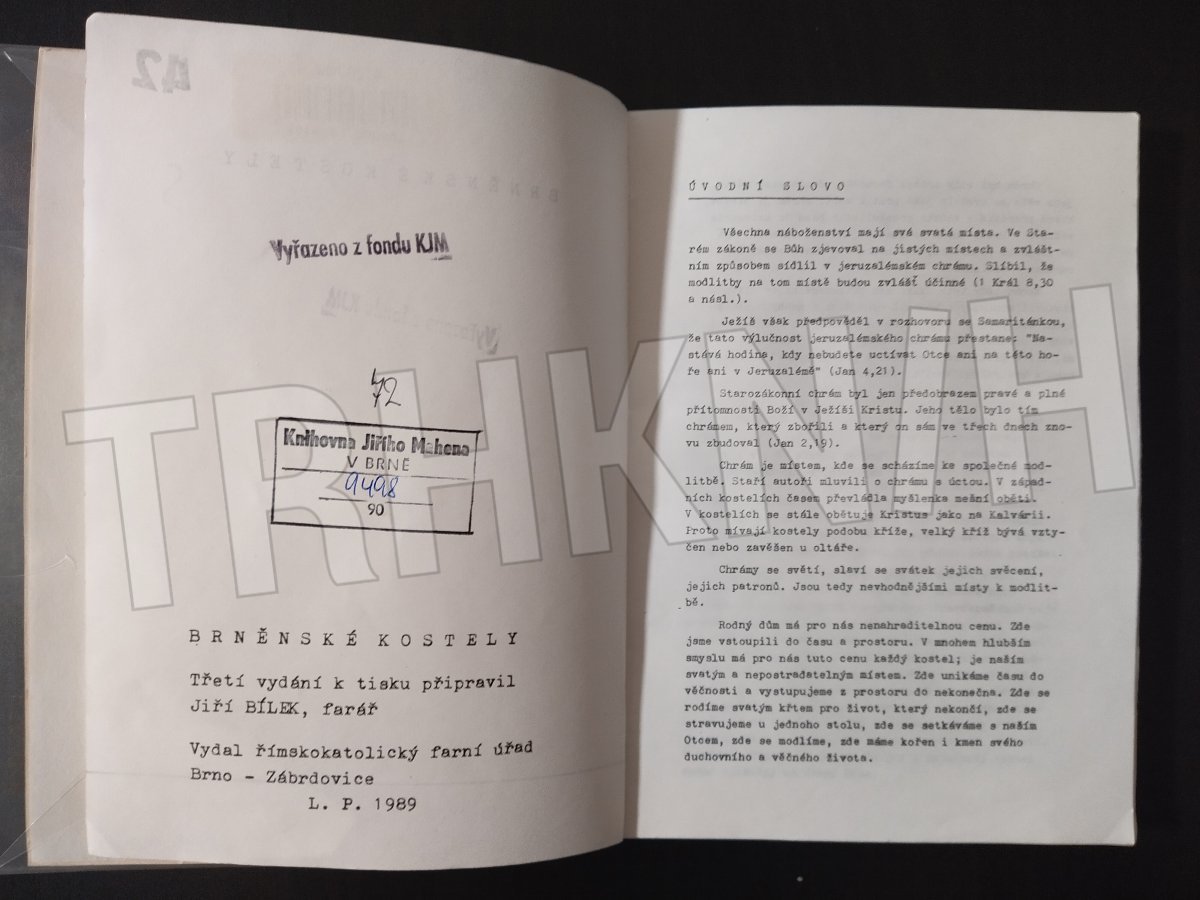 42
BRNĚNSKÉ KOSTELY
Vyřazeno z fondu KJM
42
Knihovna Jiřího Mahena
V BRNĚ
9498
90
BRNĚNSKÉ KOSTELY
Třetí vydání k tisku připravil
Jiří BÍLEK, farář
Vydal římskokatolický farní úřad
Brno - Zábrdovice
L. P. 1989
ÚVODNÍ SLOVO
Všechna náboženství mají svá svatá místa. Ve Sta-
rém zákoně se Bůh zjevoval na jistých místech a zvlášt-
ním způsobem sídlil v jeruzalémském chrámu. Slíbil, že
modlitby na tom místě budou zvlášť účinné (1 Král 8,30
a násl.).
Ježíš však předpověděl v rozhovoru se Samaritánkou,
že tato výlučnost jeruzalémského chrámu přestane: "Na-
stává hodina, kdy nebudete uctívat Otce ani na této ho-
ře ani v Jeruzalémě" (Jan 4,21).
Starozákonní chrám byl jen předobrazem pravé a plné
přítomnosti Boží v Ježíši Kristu. Jeho tělo bylo tím
chrámem, který zbořili a který on sám ve třech dnech zno-
vu zbudoval (Jan 2,19).
Chrám je místem, kde se scházíme ke společné mod-
litbě. Staří autoři mluvili o chrámu s úctou. V západ-
ních kostelích časem převládla myšlenka mešní oběti.
V kostelích se stále obětuje Kristus jako na Kalvárii.
Proto mívají kostely podobu kříže, velký kříž bývá vzty-
čen nebo zavěšen u oltáře.
Chrámy se světí, slaví se svátek jejich svěcení,
jejich patronů. Jsou tedy nevhodnějšími místy k modlit-
bě.
Rodný dům má pro nás nenahraditelnou cenu. Zde
jsme vstoupili do času a prostoru. V mnohem hlubším
smyslu má pro nás tuto cenu každý kostel; je naším
svatým a nepostradatelným místem. Zde unikáme času do
věčnosti a vystupujeme z prostoru do nekonečna. Zde se
rodíme svatým křtem pro život, který nekončí, zde se
stravujeme u jednoho stolu, zde se setkáváme s naším
Otcem, zde se modlíme, zde máme kořen i kmen svého
duchovního a věčného života.
TRHKNIH